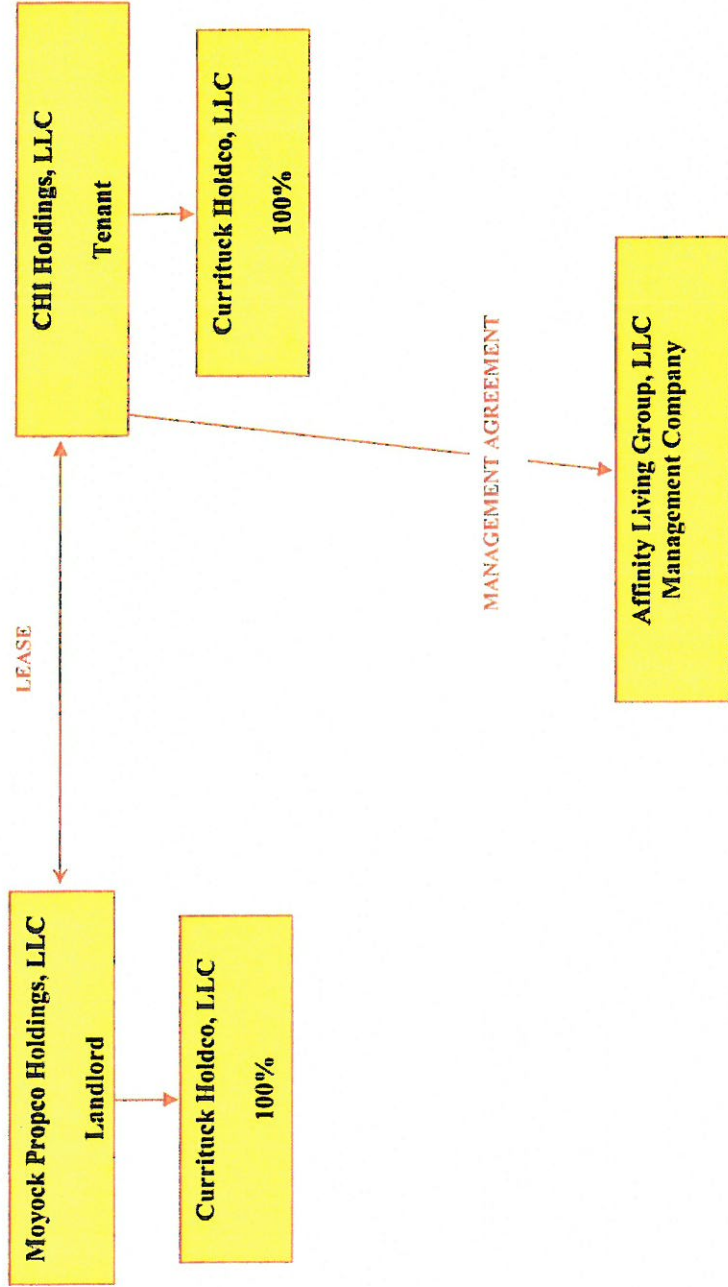 LEASE
Moyock Propco Holdings, LLC
Landlord
Currituck Holdco, LLC
100%
CHI Holdings, LLC
Tenant
Currituck Holdco, LLC
100%
MANAGEMENT AGREEMENT
Affinity Living Group, LLC
Management Company